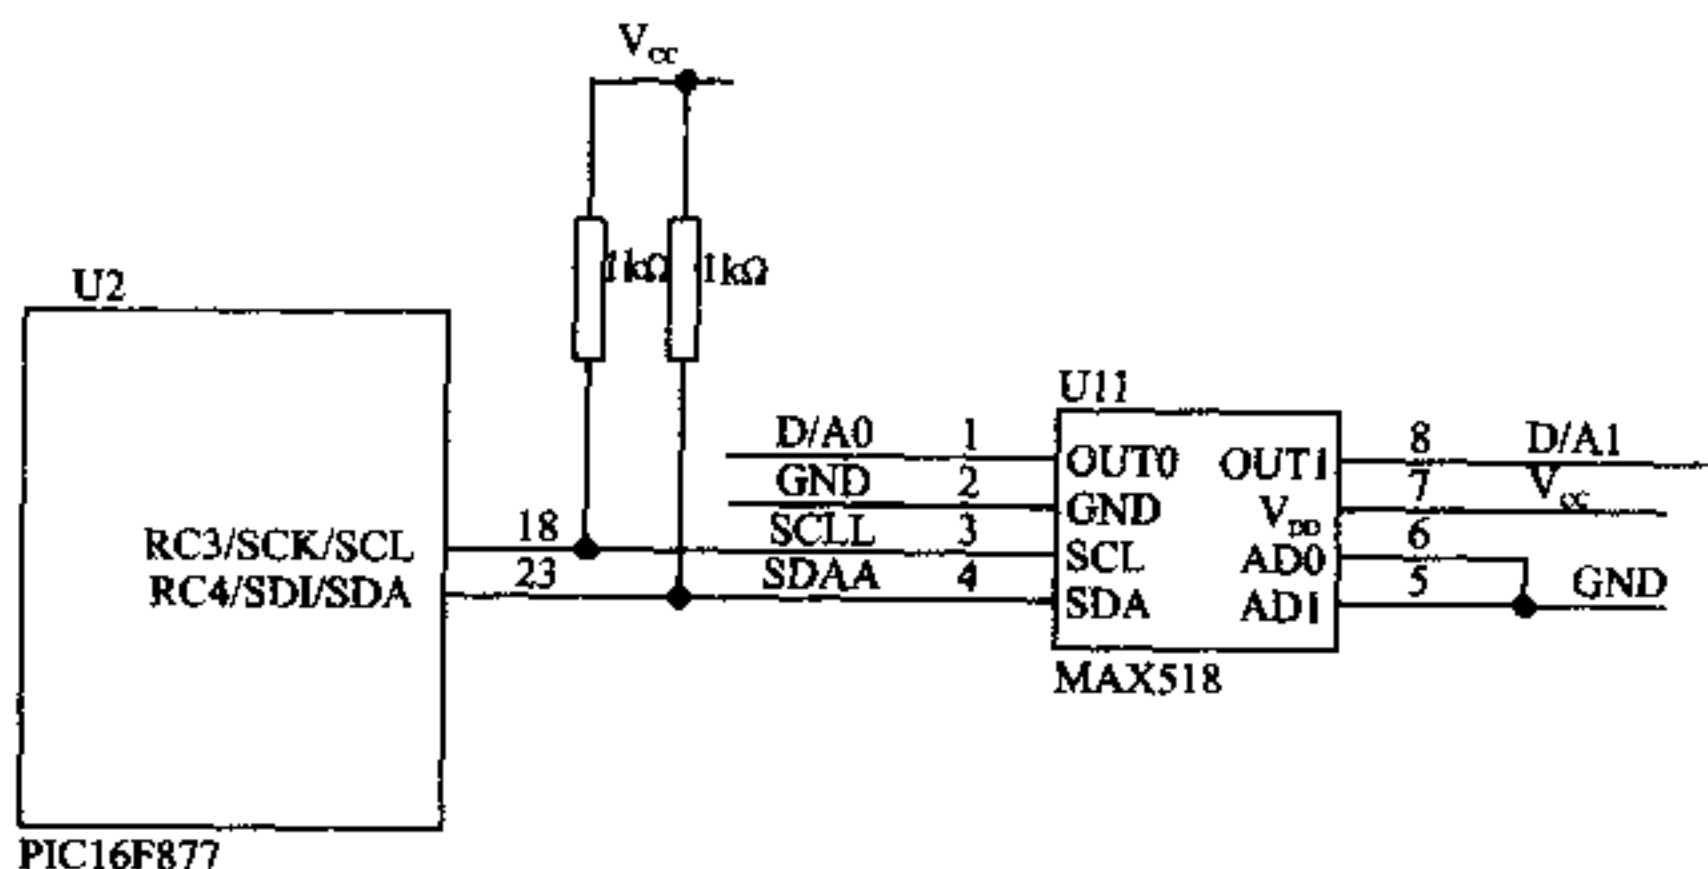 Vcc
1kΩ 1kΩ
U2
U11
D/A0 1 OUT0 OUT1 8 D/A1
GND 2 GND VDD 7 Vcc
RC3/SCK/SCL 18 SCLL 3 SCL AD0 6
RC4/SDI/SDA 23 SDAA 4 SDA AD1 5 GND
MAX518
PIC16F877